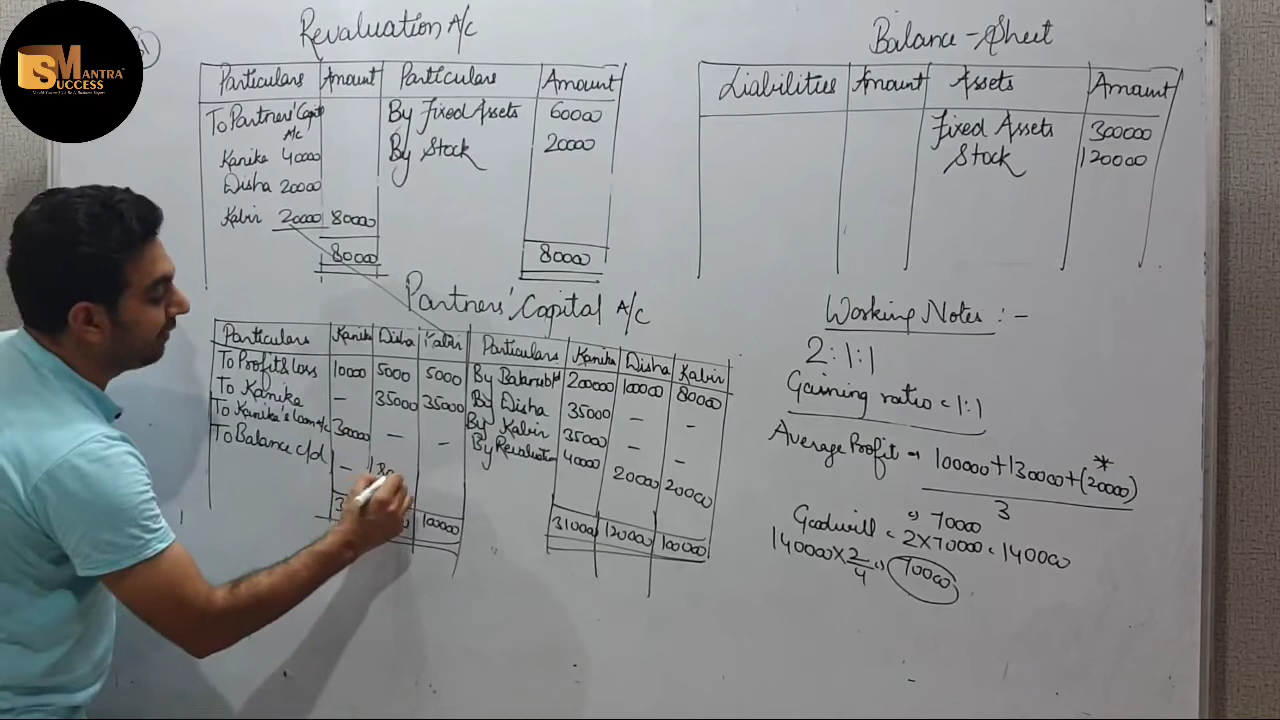 SM
MANTRA
SUCCESS
Revaluation A/c
Particulars Amount Particulars Amount
To Partners' Capital A/c By Fixed Assets 60000
Kanika 40000 By Stock 20000
Disha 20000
Kabir 20000 80000
80000 80000
Balance-Sheet
Liabilities Amount Assets Amount
Fixed Assets 300000
Stock 120000
Partners' Capital A/c
Particulars Kanika Disha Kabir Particulars Kanika Disha Kabir
To Profit & loss 10000 5000 5000 By Balance b/d 200000 100000 80000
To Kanika - 35000 35000 By Disha 35000 - -
To Kanika's Loan A/c 300000 - - By Kabir 35000 - -
To Balance c/d - 80 By Revaluation 40000 20000 20000
100000 310000 120000 100000
Working Notes :-
2:1:1
Gaining ratio = 1:1
Average Profit → 100000+130000+(20000)
*
3
70000
Goodwill = 2×70000 = 140000
140000×2/4 70000